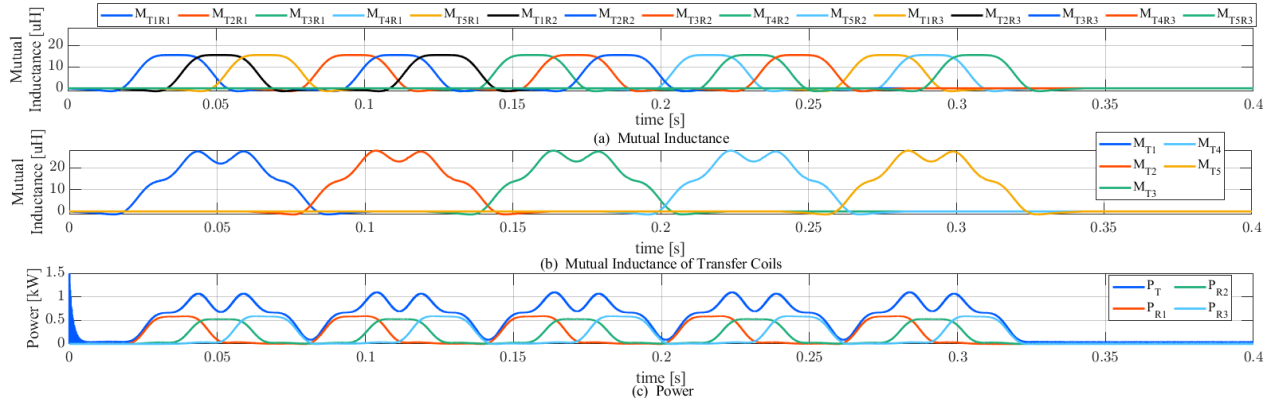 M_T1R1 M_T2R1 M_T3R1 M_T4R1 M_T5R1 M_T1R2 M_T2R2 M_T3R2 M_T4R2 M_T5R2 M_T1R3 M_T2R3 M_T3R3 M_T4R3 M_T5R3
Mutual
Inductance [uH]
20
10
0
0 0.05 0.1 0.15 0.2 0.25 0.3 0.35 0.4
time [s]
(a) Mutual Inductance
Mutual
Inductance [uH]
20
10
0
M_T1 M_T4
M_T2 M_T5
M_T3
0 0.05 0.1 0.15 0.2 0.25 0.3 0.35 0.4
time [s]
(b) Mutual Inductance of Transfer Coils
Power [kW]
1.5
1
0.5
0
P_T P_R2
P_R1 P_R3
0 0.05 0.1 0.15 0.2 0.25 0.3 0.35 0.4
time [s]
(c) Power